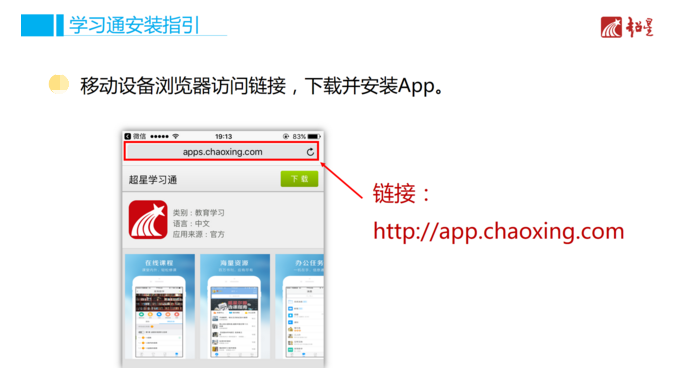 学习通安装指引
超星
移动设备浏览器访问链接，下载并安装App。
微信
19:13
83%
apps.chaoxing.com
超星学习通
下 载
类别：教育学习
语言：中文
应用来源：官方
在线课程
海量资源
办公任务
链接：
http://app.chaoxing.com